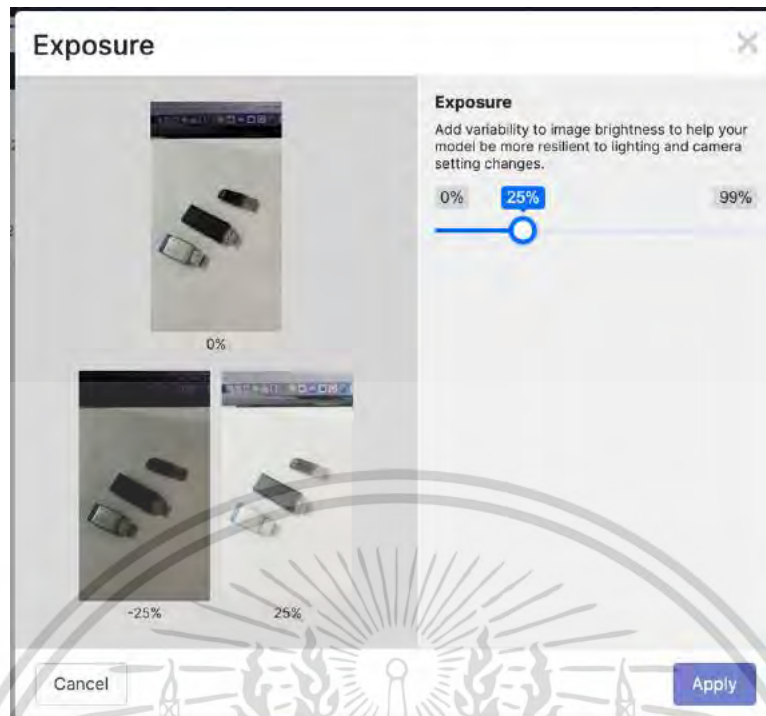 Exposure
0%
-25%
25%
Exposure
Add variability to image brightness to help your
model be more resilient to lighting and camera
setting changes.
0%
25%
99%
Cancel
Apply